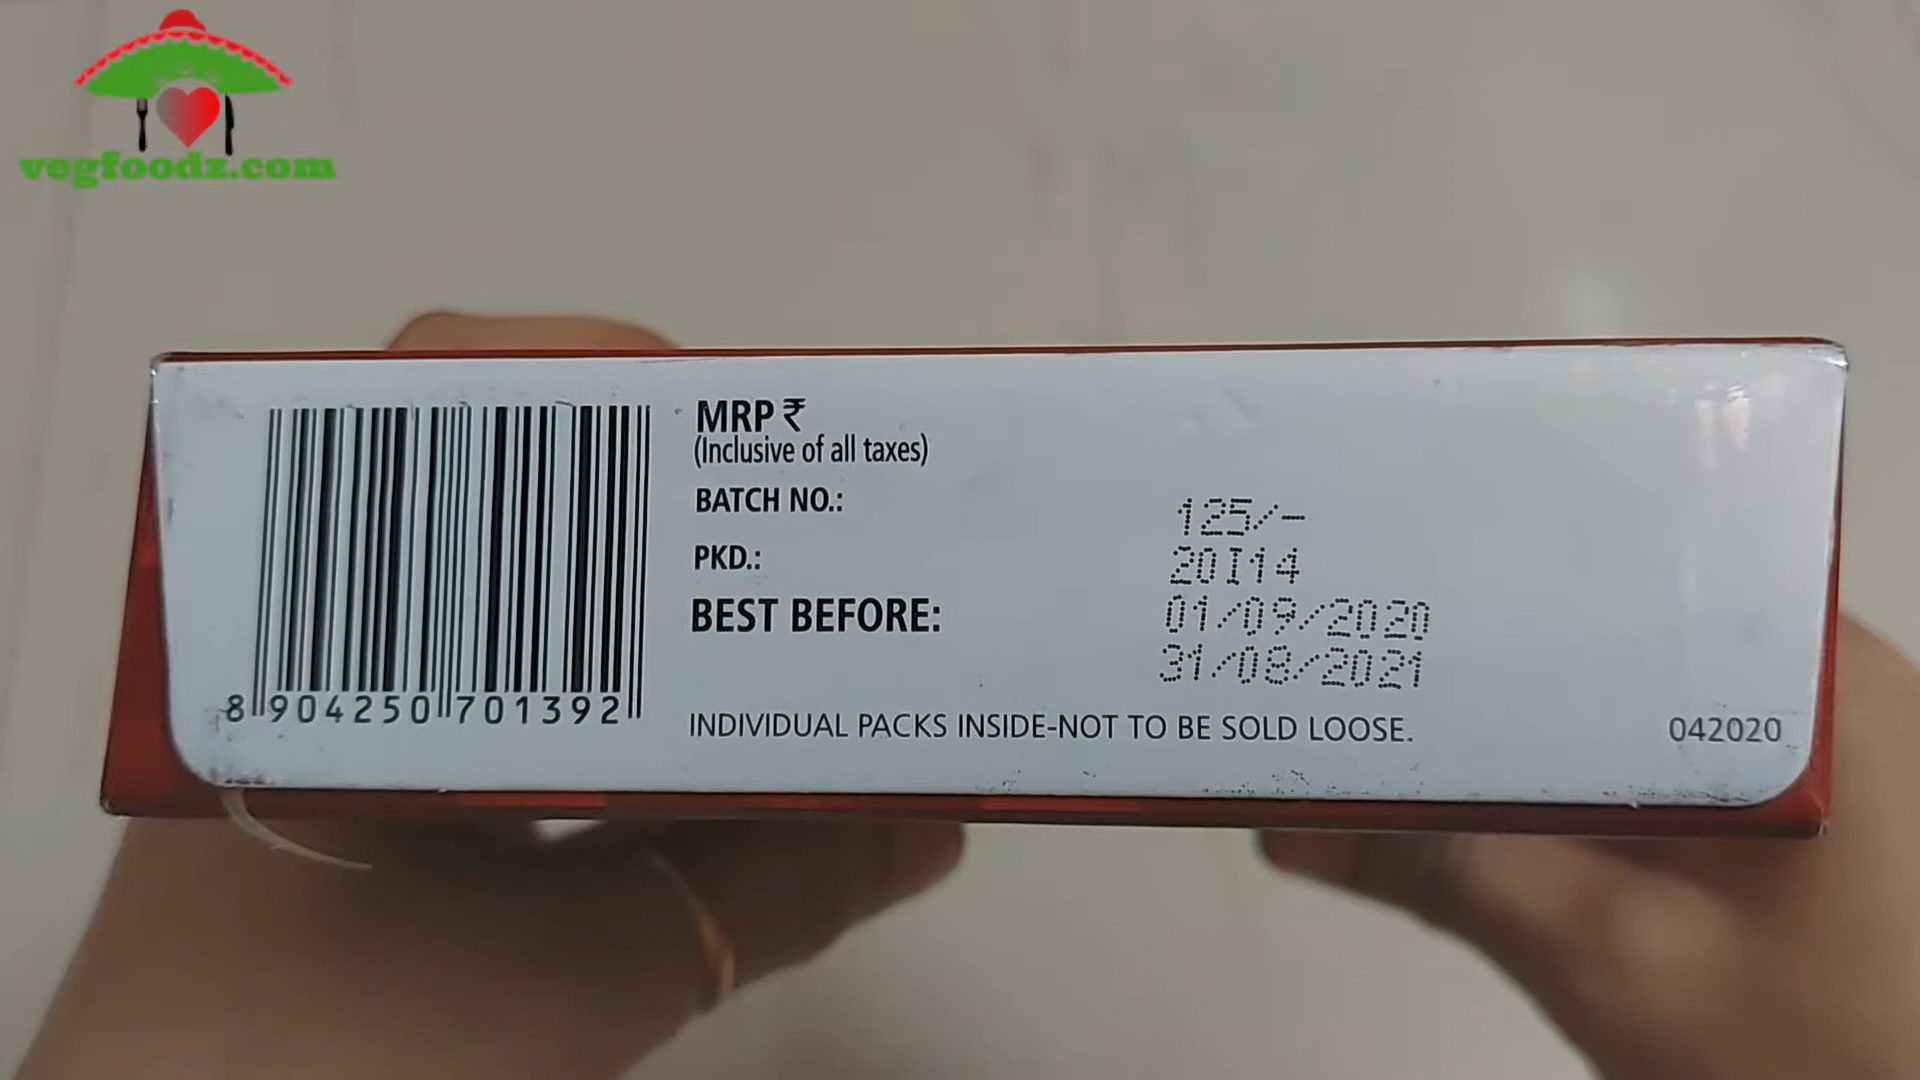 vegfoodz.com
MRP ₹
(Inclusive of all taxes)
BATCH NO.:
125/-
PKD.:
20I14
BEST BEFORE:
01/09/2020
31/08/2021
8 904250 701392
INDIVIDUAL PACKS INSIDE-NOT TO BE SOLD LOOSE.
042020